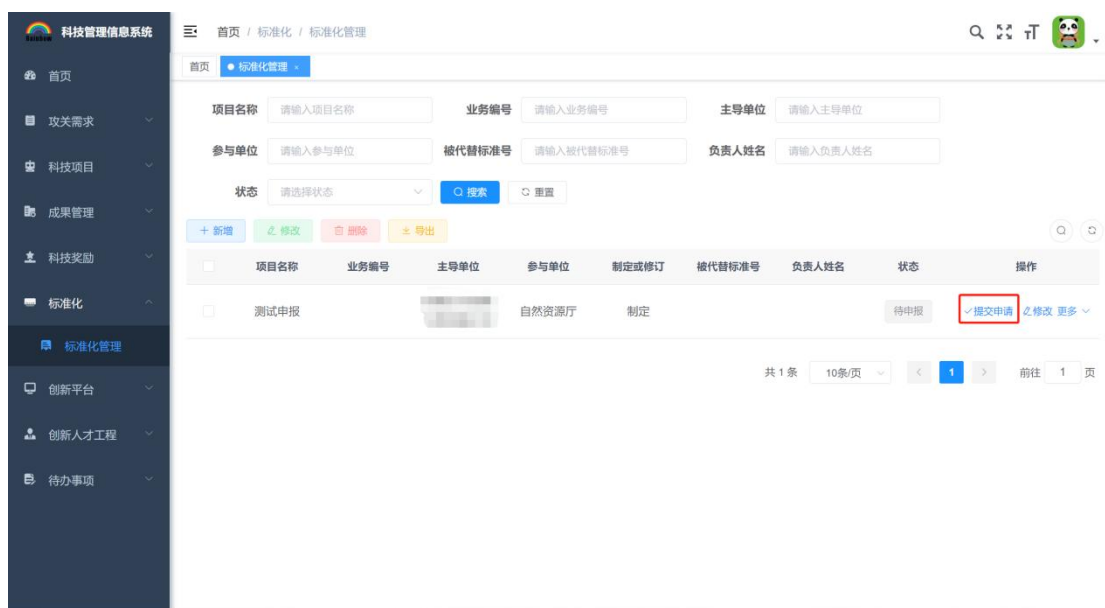 科技管理信息系统
首页 / 标准化 / 标准化管理
首页
标准化管理 ×
首页
攻关需求
科技项目
成果管理
科技奖励
标准化
标准化管理
创新平台
创新人才工程
待办事项
项目名称 请输入项目名称 业务编号 请输入业务编号 主导单位 请输入主导单位
参与单位 请输入参与单位 被代替标准号 请输入被代替标准号 负责人姓名 请输入负责人姓名
状态 请选择状态 搜索 重置
+ 新增 修改 删除 导出
项目名称 业务编号 主导单位 参与单位 制定或修订 被代替标准号 负责人姓名 状态 操作
测试申报 自然资源厅 制定 待申报 提交申请 修改 更多
共 1 条 10条/页 < 1 > 前往 1 页